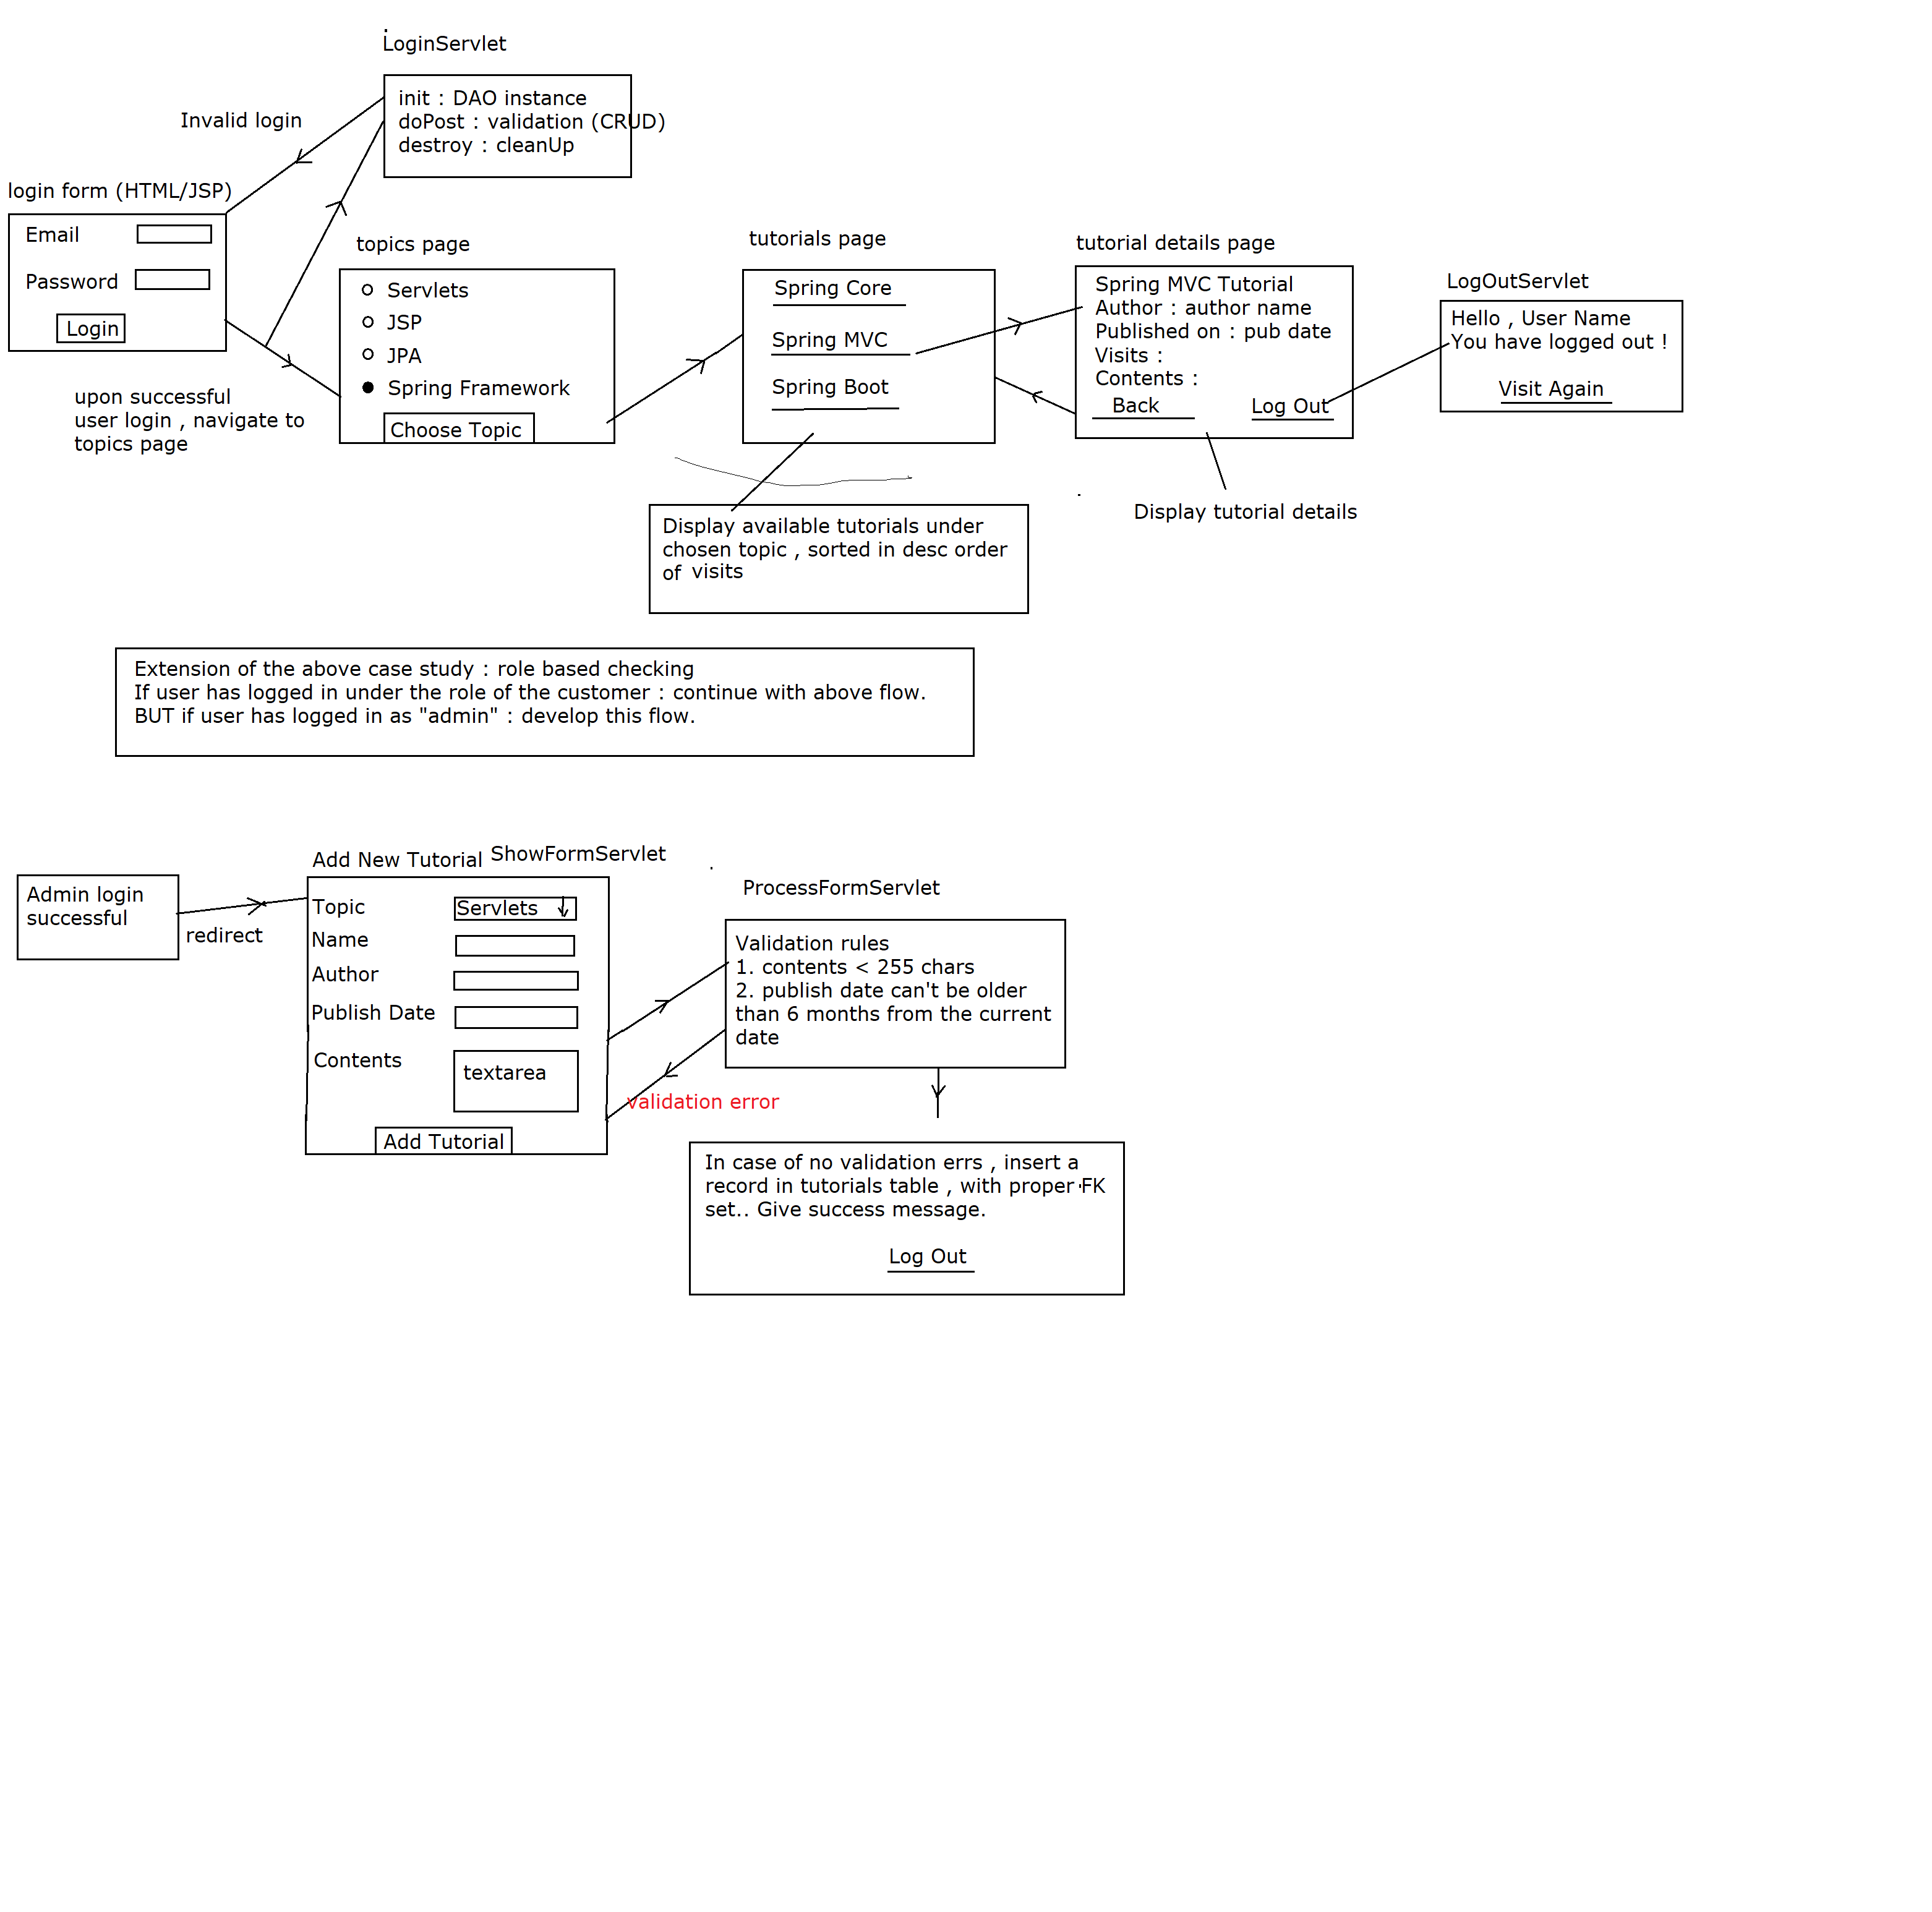 LoginServlet
init : DAO instance
doPost : validation (CRUD)
destroy : cleanUp
Invalid login
login form (HTML/JSP)
Email
Password
Login
upon successful
user login , navigate to
topics page
topics page
Servlets
JSP
JPA
Spring Framework
Choose Topic
tutorials page
Spring Core
Spring MVC
Spring Boot
Display available tutorials under
chosen topic , sorted in desc order
of visits
tutorial details page
Spring MVC Tutorial
Author : author name
Published on : pub date
Visits :
Contents :
Back
Log Out
Display tutorial details
LogOutServlet
Hello , User Name
You have logged out !
Visit Again
Extension of the above case study : role based checking
If user has logged in under the role of the customer : continue with above flow.
BUT if user has logged in as "admin" : develop this flow.
Admin login
successful
redirect
Add New Tutorial ShowFormServlet
Topic
Servlets
Name
Author
Publish Date
Contents
textarea
Add Tutorial
ProcessFormServlet
Validation rules
1. contents < 255 chars
2. publish date can't be older
than 6 months from the current
date
validation error
In case of no validation errs , insert a
record in tutorials table , with proper FK
set.. Give success message.
Log Out